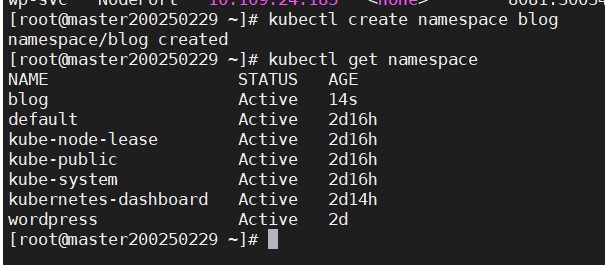 wp-svc NodePort 10.109.24.185 <none> 8081:30034
[root@master200250229 ~]# kubectl create namespace blog
namespace/blog created
[root@master200250229 ~]# kubectl get namespace
NAME STATUS AGE
blog Active 14s
default Active 2d16h
kube-node-lease Active 2d16h
kube-public Active 2d16h
kube-system Active 2d16h
kubernetes-dashboard Active 2d14h
wordpress Active 2d
[root@master200250229 ~]#